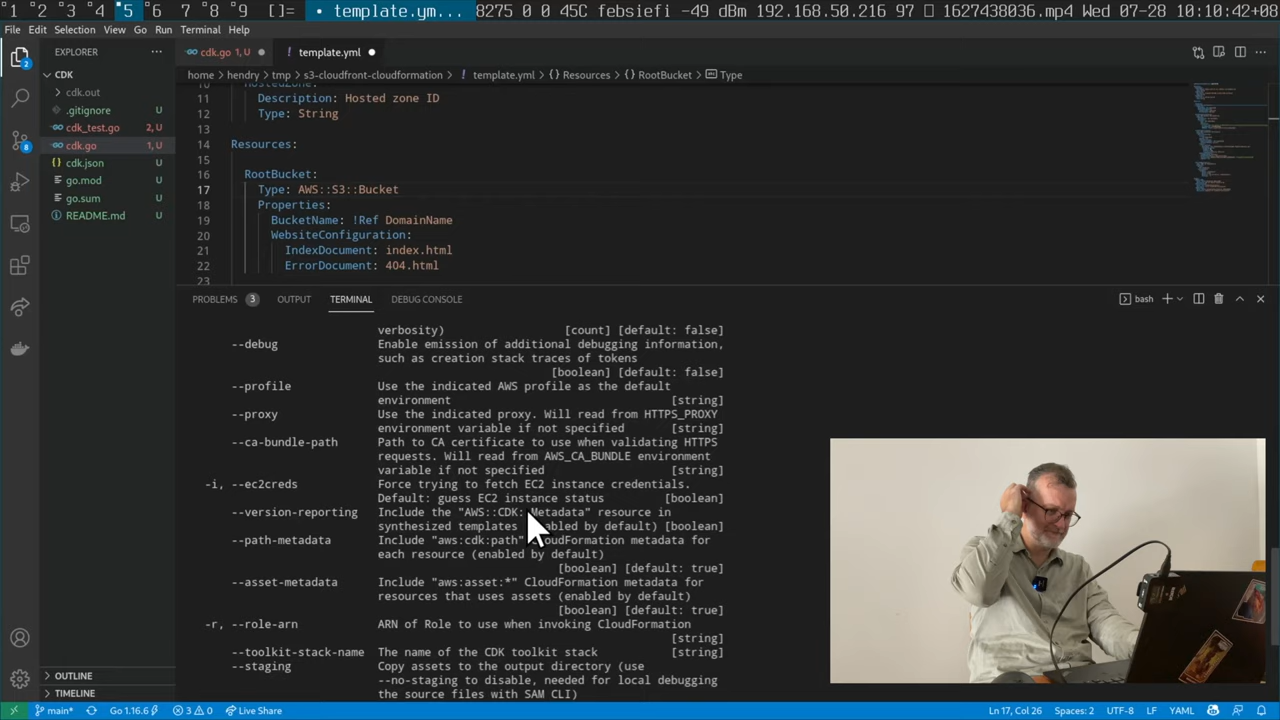 1 2 3 4 5 6 7 8 9 []= • template.ym... 8275 0 0 45C febsiefi -49 dBm 192.168.50.216 97 1627438036.mp4 Wed 07-28 10:10:42+08
File Edit Selection View Go Run Terminal Help
EXPLORER
CDK
cdk.out
.gitignore U
cdk_test.go 2, U
cdk.go 1, U
cdk.json U
go.mod U
go.sum U
README.md U
OUTLINE
TIMELINE
cdk.go 1, U
template.yml
home > hendry > tmp > s3-cloudfront-cloudformation > template.yml > {} Resources > {} RootBucket > Type
10 HostedZone:
11 Description: Hosted zone ID
12 Type: String
13
14 Resources:
15
16 RootBucket:
17 Type: AWS::S3::Bucket
18 Properties:
19 BucketName: !Ref DomainName
20 WebsiteConfiguration:
21 IndexDocument: index.html
22 ErrorDocument: 404.html
23
PROBLEMS 3 OUTPUT TERMINAL DEBUG CONSOLE bash
verbosity) [count] [default: false]
--debug Enable emission of additional debugging information,
such as creation stack traces of tokens
[boolean] [default: false]
--profile Use the indicated AWS profile as the default
environment [string]
--proxy Use the indicated proxy. Will read from HTTPS_PROXY
environment variable if not specified [string]
--ca-bundle-path Path to CA certificate to use when validating HTTPS
requests. Will read from AWS_CA_BUNDLE environment
variable if not specified [string]
-i, --ec2creds Force trying to fetch EC2 instance credentials.
Default: guess EC2 instance status [boolean]
--version-reporting Include the "AWS::CDK::Metadata" resource in
synthesized templates (enabled by default) [boolean]
--path-metadata Include "aws:cdk:path" CloudFormation metadata for
each resource (enabled by default)
[boolean] [default: true]
--asset-metadata Include "aws:asset:*" CloudFormation metadata for
resources that uses assets (enabled by default)
[boolean] [default: true]
-r, --role-arn ARN of Role to use when invoking CloudFormation
[string]
--toolkit-stack-name The name of the CDK toolkit stack [string]
--staging Copy assets to the output directory (use
--no-staging to disable, needed for local debugging
the source files with SAM CLI)
main* Go 1.16.6 3 0 Live Share Ln 17, Col 26 Spaces: 2 UTF-8 LF YAML